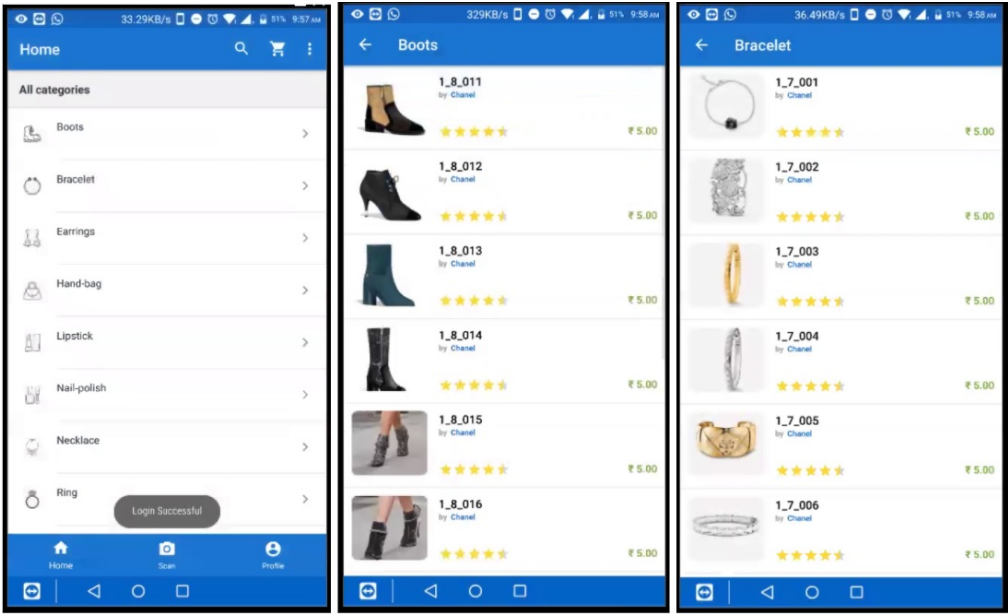 33.29KB/s 51% 9:57 AM
Home
All categories
Boots
Bracelet
Earrings
Hand-bag
Lipstick
Nail-polish
Necklace
Ring
Login Successful
Home Scan Profile
329KB/s 51% 9:58 AM
Boots
1_8_011
by Chanel
₹ 5.00
1_8_012
by Chanel
₹ 5.00
1_8_013
by Chanel
₹ 5.00
1_8_014
by Chanel
₹ 5.00
1_8_015
by Chanel
₹ 5.00
1_8_016
by Chanel
₹ 5.00
36.49KB/s 51% 9:58 AM
Bracelet
1_7_001
by Chanel
₹ 5.00
1_7_002
by Chanel
₹ 5.00
1_7_003
by Chanel
₹ 5.00
1_7_004
by Chanel
₹ 5.00
1_7_005
by Chanel
₹ 5.00
1_7_006
by Chanel
₹ 5.00